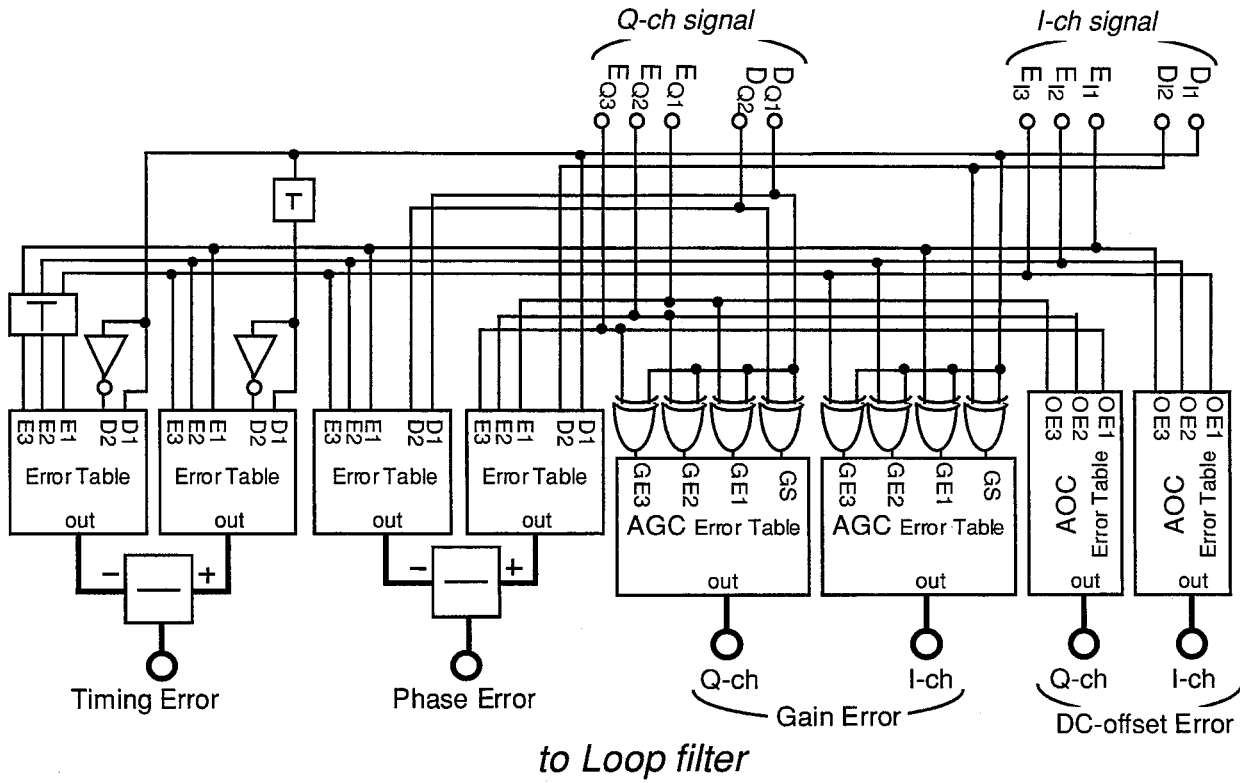 Q-ch signal
I-ch signal
EQ3 EQ2 EQ1 DQ2 DQ1
EI3 EI2 EI1 DI2 DI1
T
T
E3 E2 E1 D2 D1
E3 E2 E1 D2 D1
E3 E2 E1 D2 D1
E3 E2 E1 D2 D1
GE3 GE2 GE1 GS
GE3 GE2 GE1 GS
OE3 OE2 OE1
OE3 OE2 OE1
Error Table
Error Table
Error Table
Error Table
AGC Error Table
AGC Error Table
AOC Error Table
AOC Error Table
out
out
out
out
out
out
out
out
− +
− +
Timing Error
Phase Error
Q-ch
I-ch
Gain Error
Q-ch
I-ch
DC-offset Error
to Loop filter